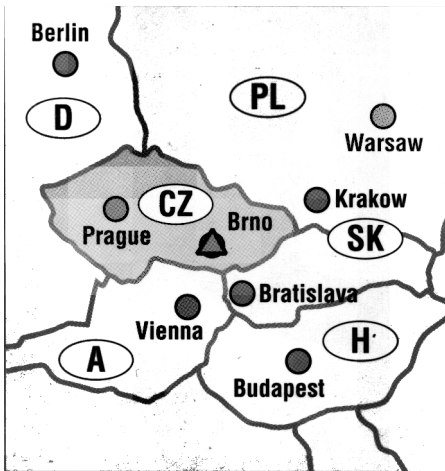 Berlin
D
PL
Warsaw
CZ
Prague
Brno
Krakow
SK
Bratislava
Vienna
A
H
Budapest